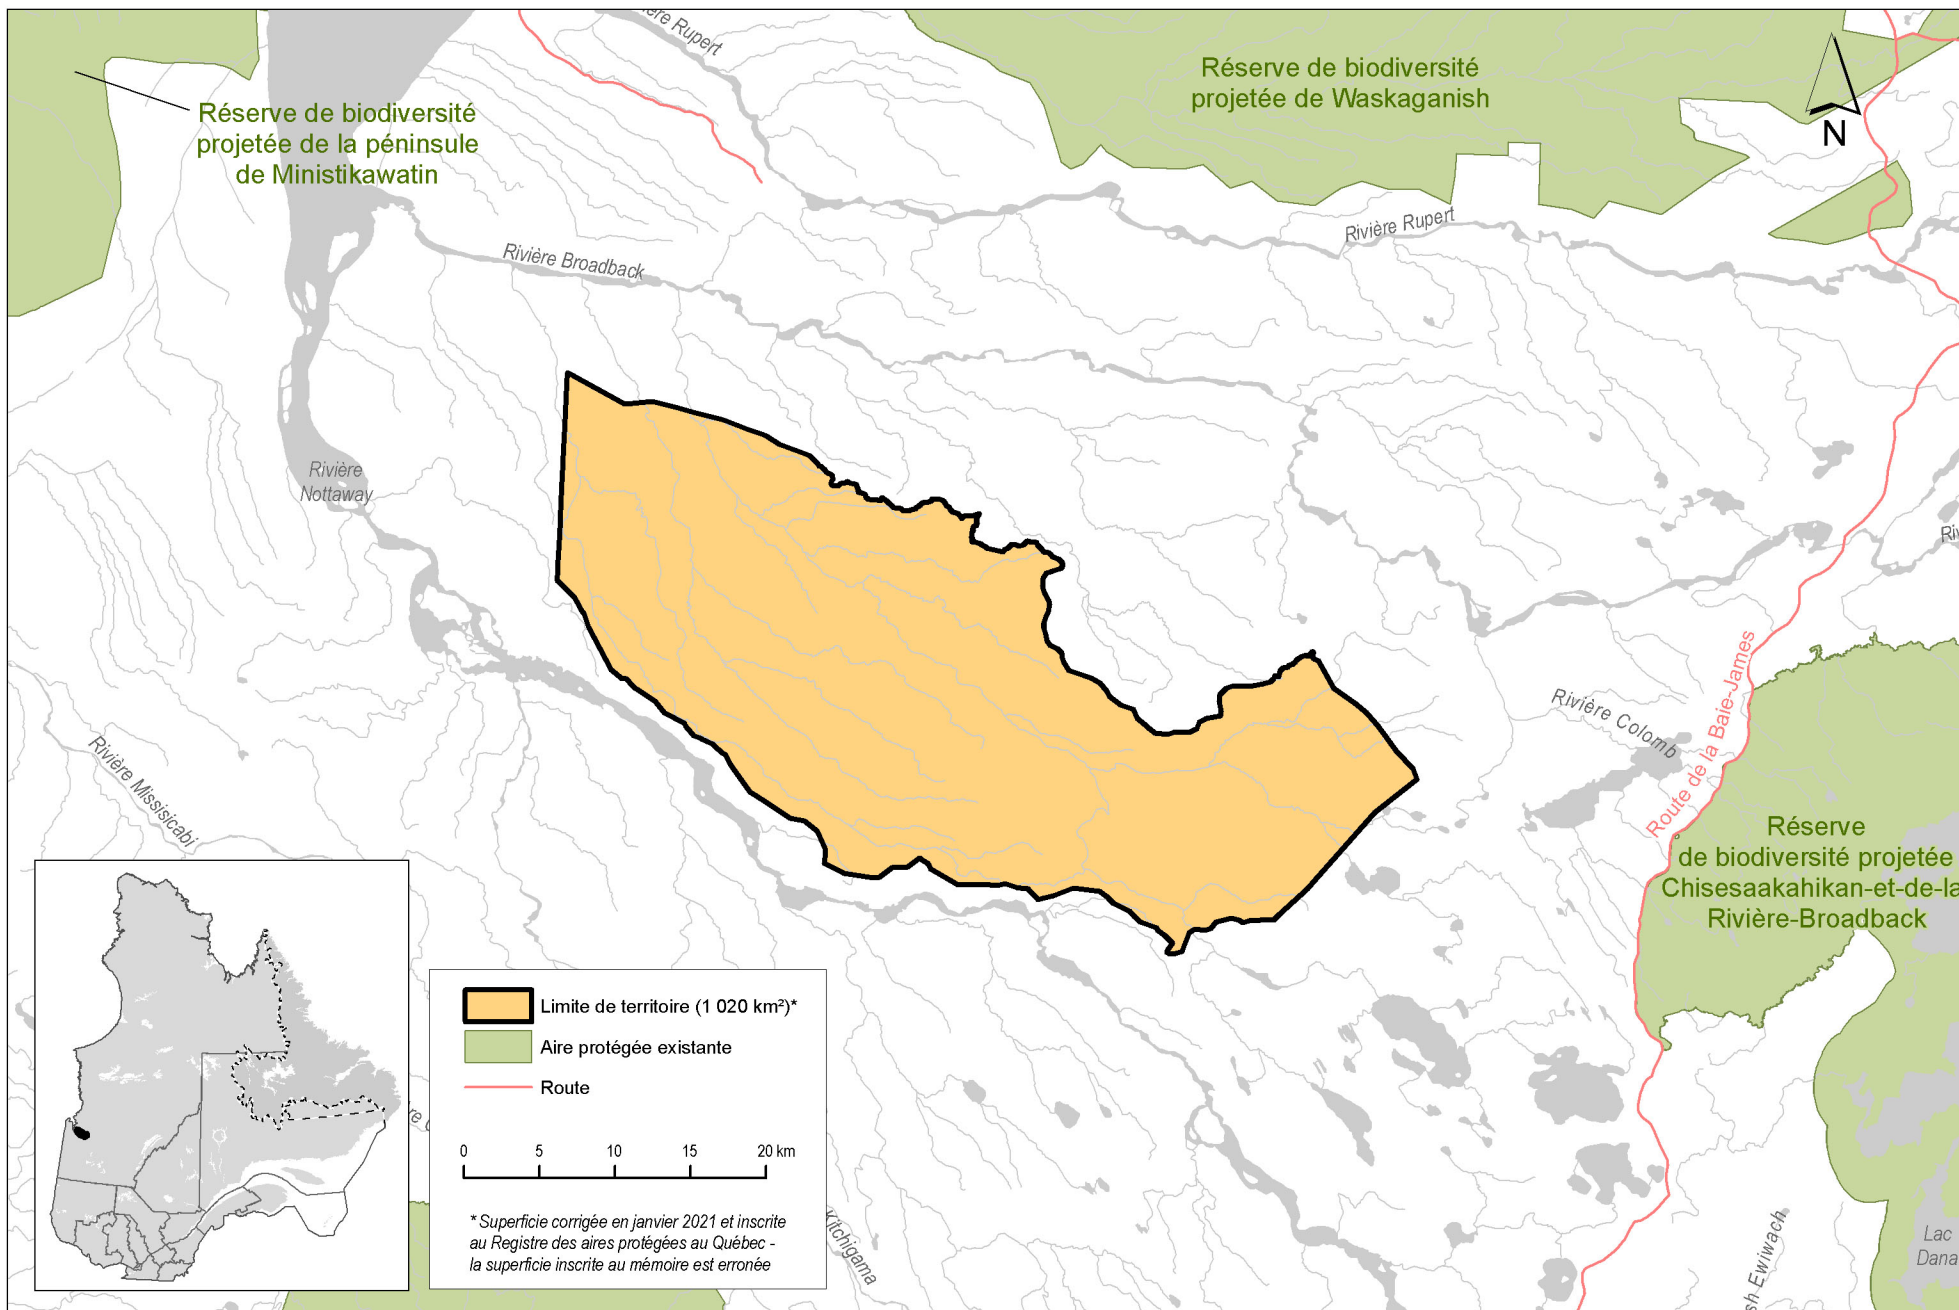 Rivière Rupert
Réserve de biodiversité
projetée de Waskaganish
N
Réserve de biodiversité
projetée de la péninsule
de Ministikawatin
Rivière Rupert
Rivière Broadback
Rivière
Nottaway
Rivière Colomb
Route de la Baie-James
Rivière Missisicabi
Réserve
de biodiversité projetée
Chisesaakahikan-et-de-la
Rivière-Broadback
Limite de territoire (1 020 km²)*
Aire protégée existante
Route
0 5 10 15 20 km
* Superficie corrigée en janvier 2021 et inscrite
au Registre des aires protégées au Québec -
la superficie inscrite au mémoire est erronée
Kitchigama
sh-Ewiwach
Lac
Dana